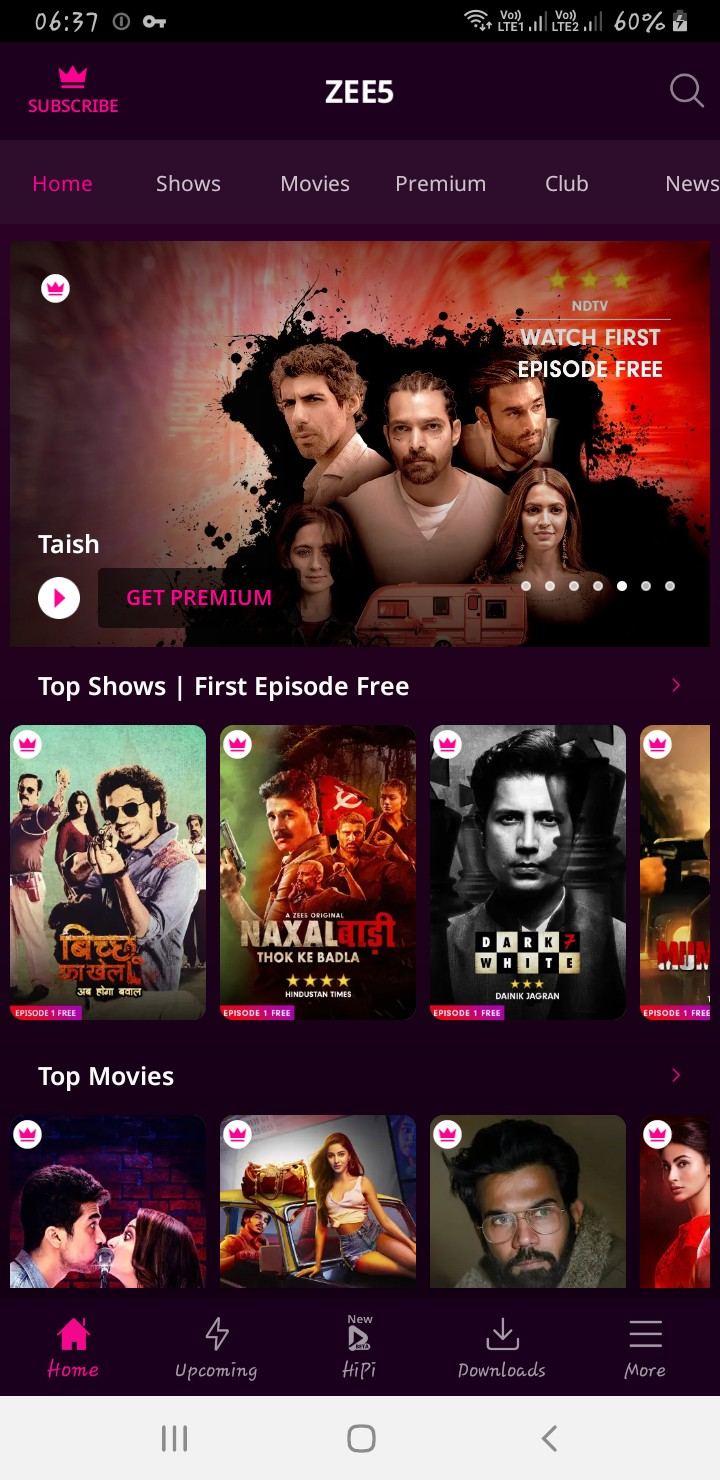 06:37
Vo) LTE1
Vo) LTE2
60%
SUBSCRIBE
ZEE5
Home Shows Movies Premium Club News
NDTV
WATCH FIRST
EPISODE FREE
Taish
GET PREMIUM
Top Shows | First Episode Free
बिच्छू
का खेल
अब होगा बवाल
EPISODE 1 FREE
A ZEE5 ORIGINAL
NAXALबाड़ी
THOK KE BADLA
HINDUSTAN TIMES
EPISODE 1 FREE
DARK 7
WHITE
DAINIK JAGRAN
EPISODE 1 FREE
MUM
EPISODE 1 FREE
Top Movies
Home
Upcoming
New
BETA
HiPi
Downloads
More